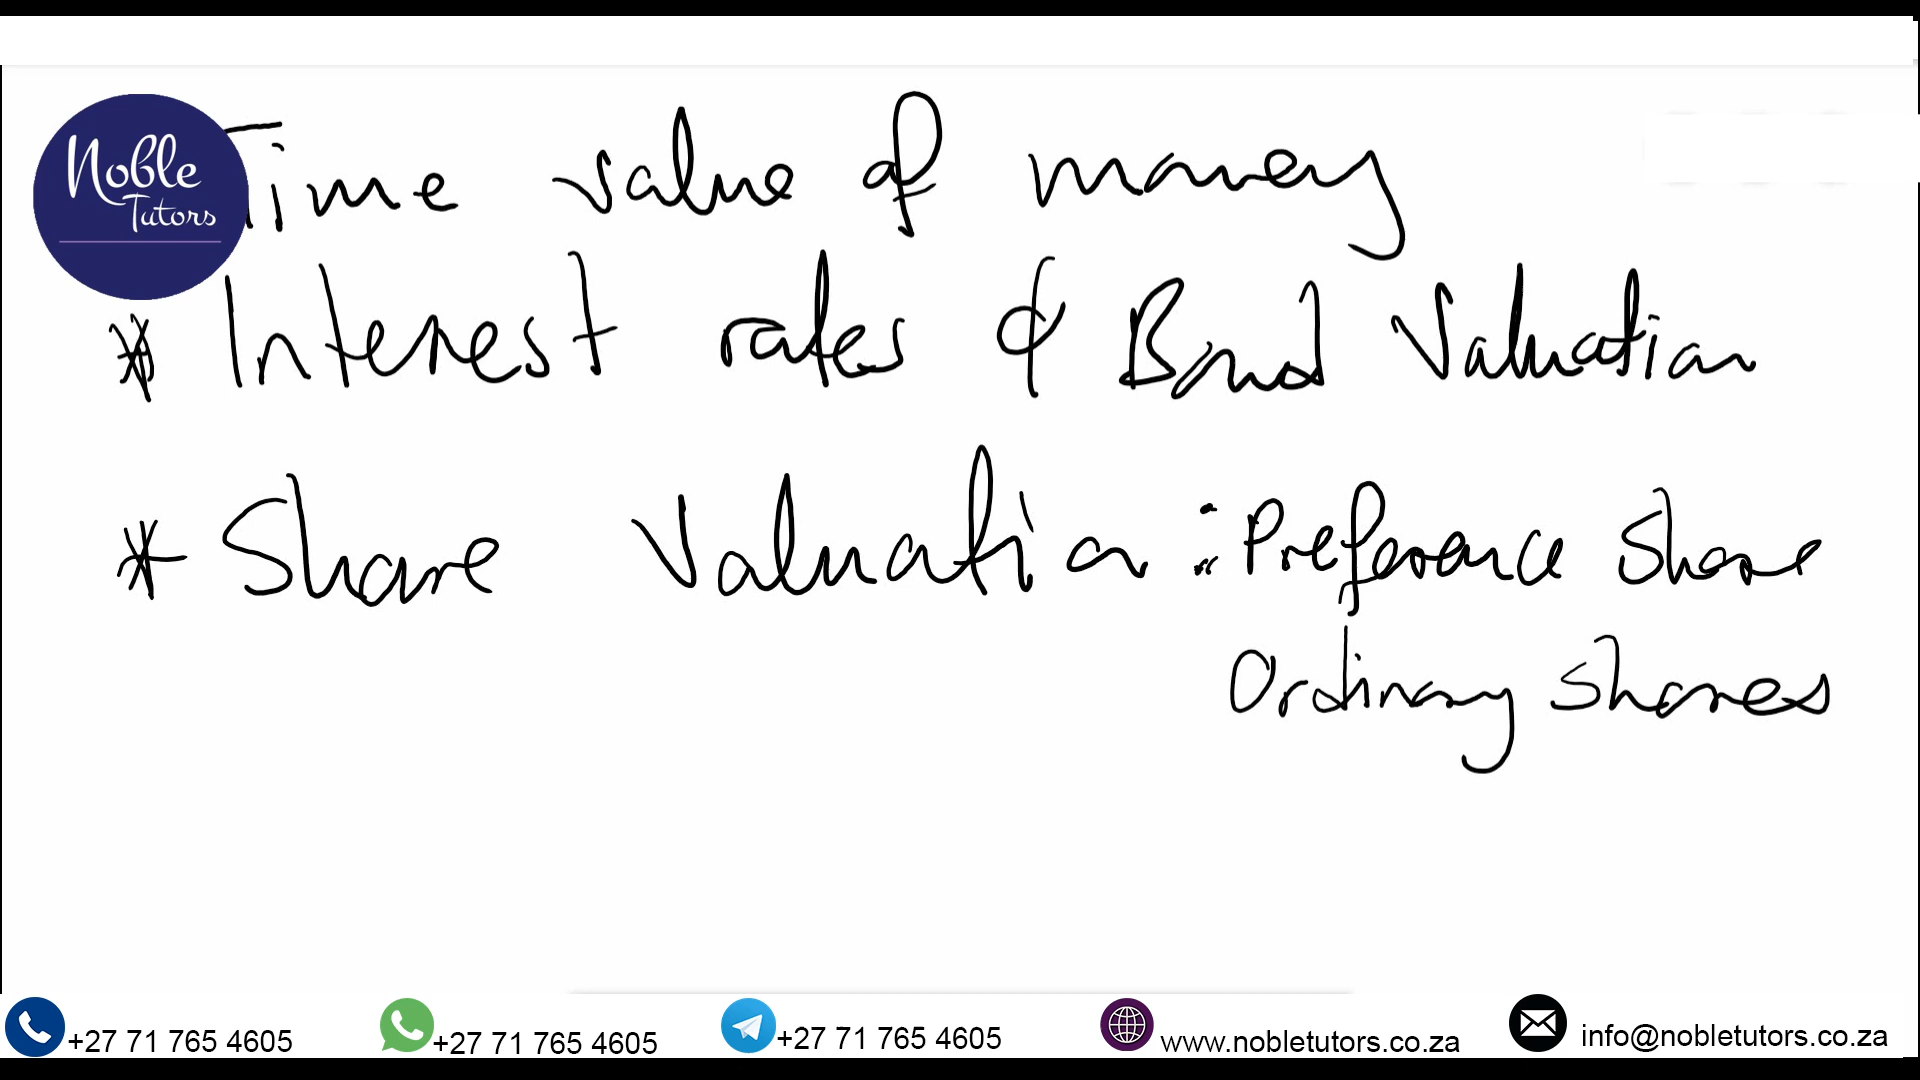 Noble
Tutors
Time value of money
* Interest rates & Bond Valuation
* Share Valuation : Preference Share
Ordinary Shares
+27 71 765 4605
+27 71 765 4605
+27 71 765 4605
www.nobletutors.co.za
info@nobletutors.co.za